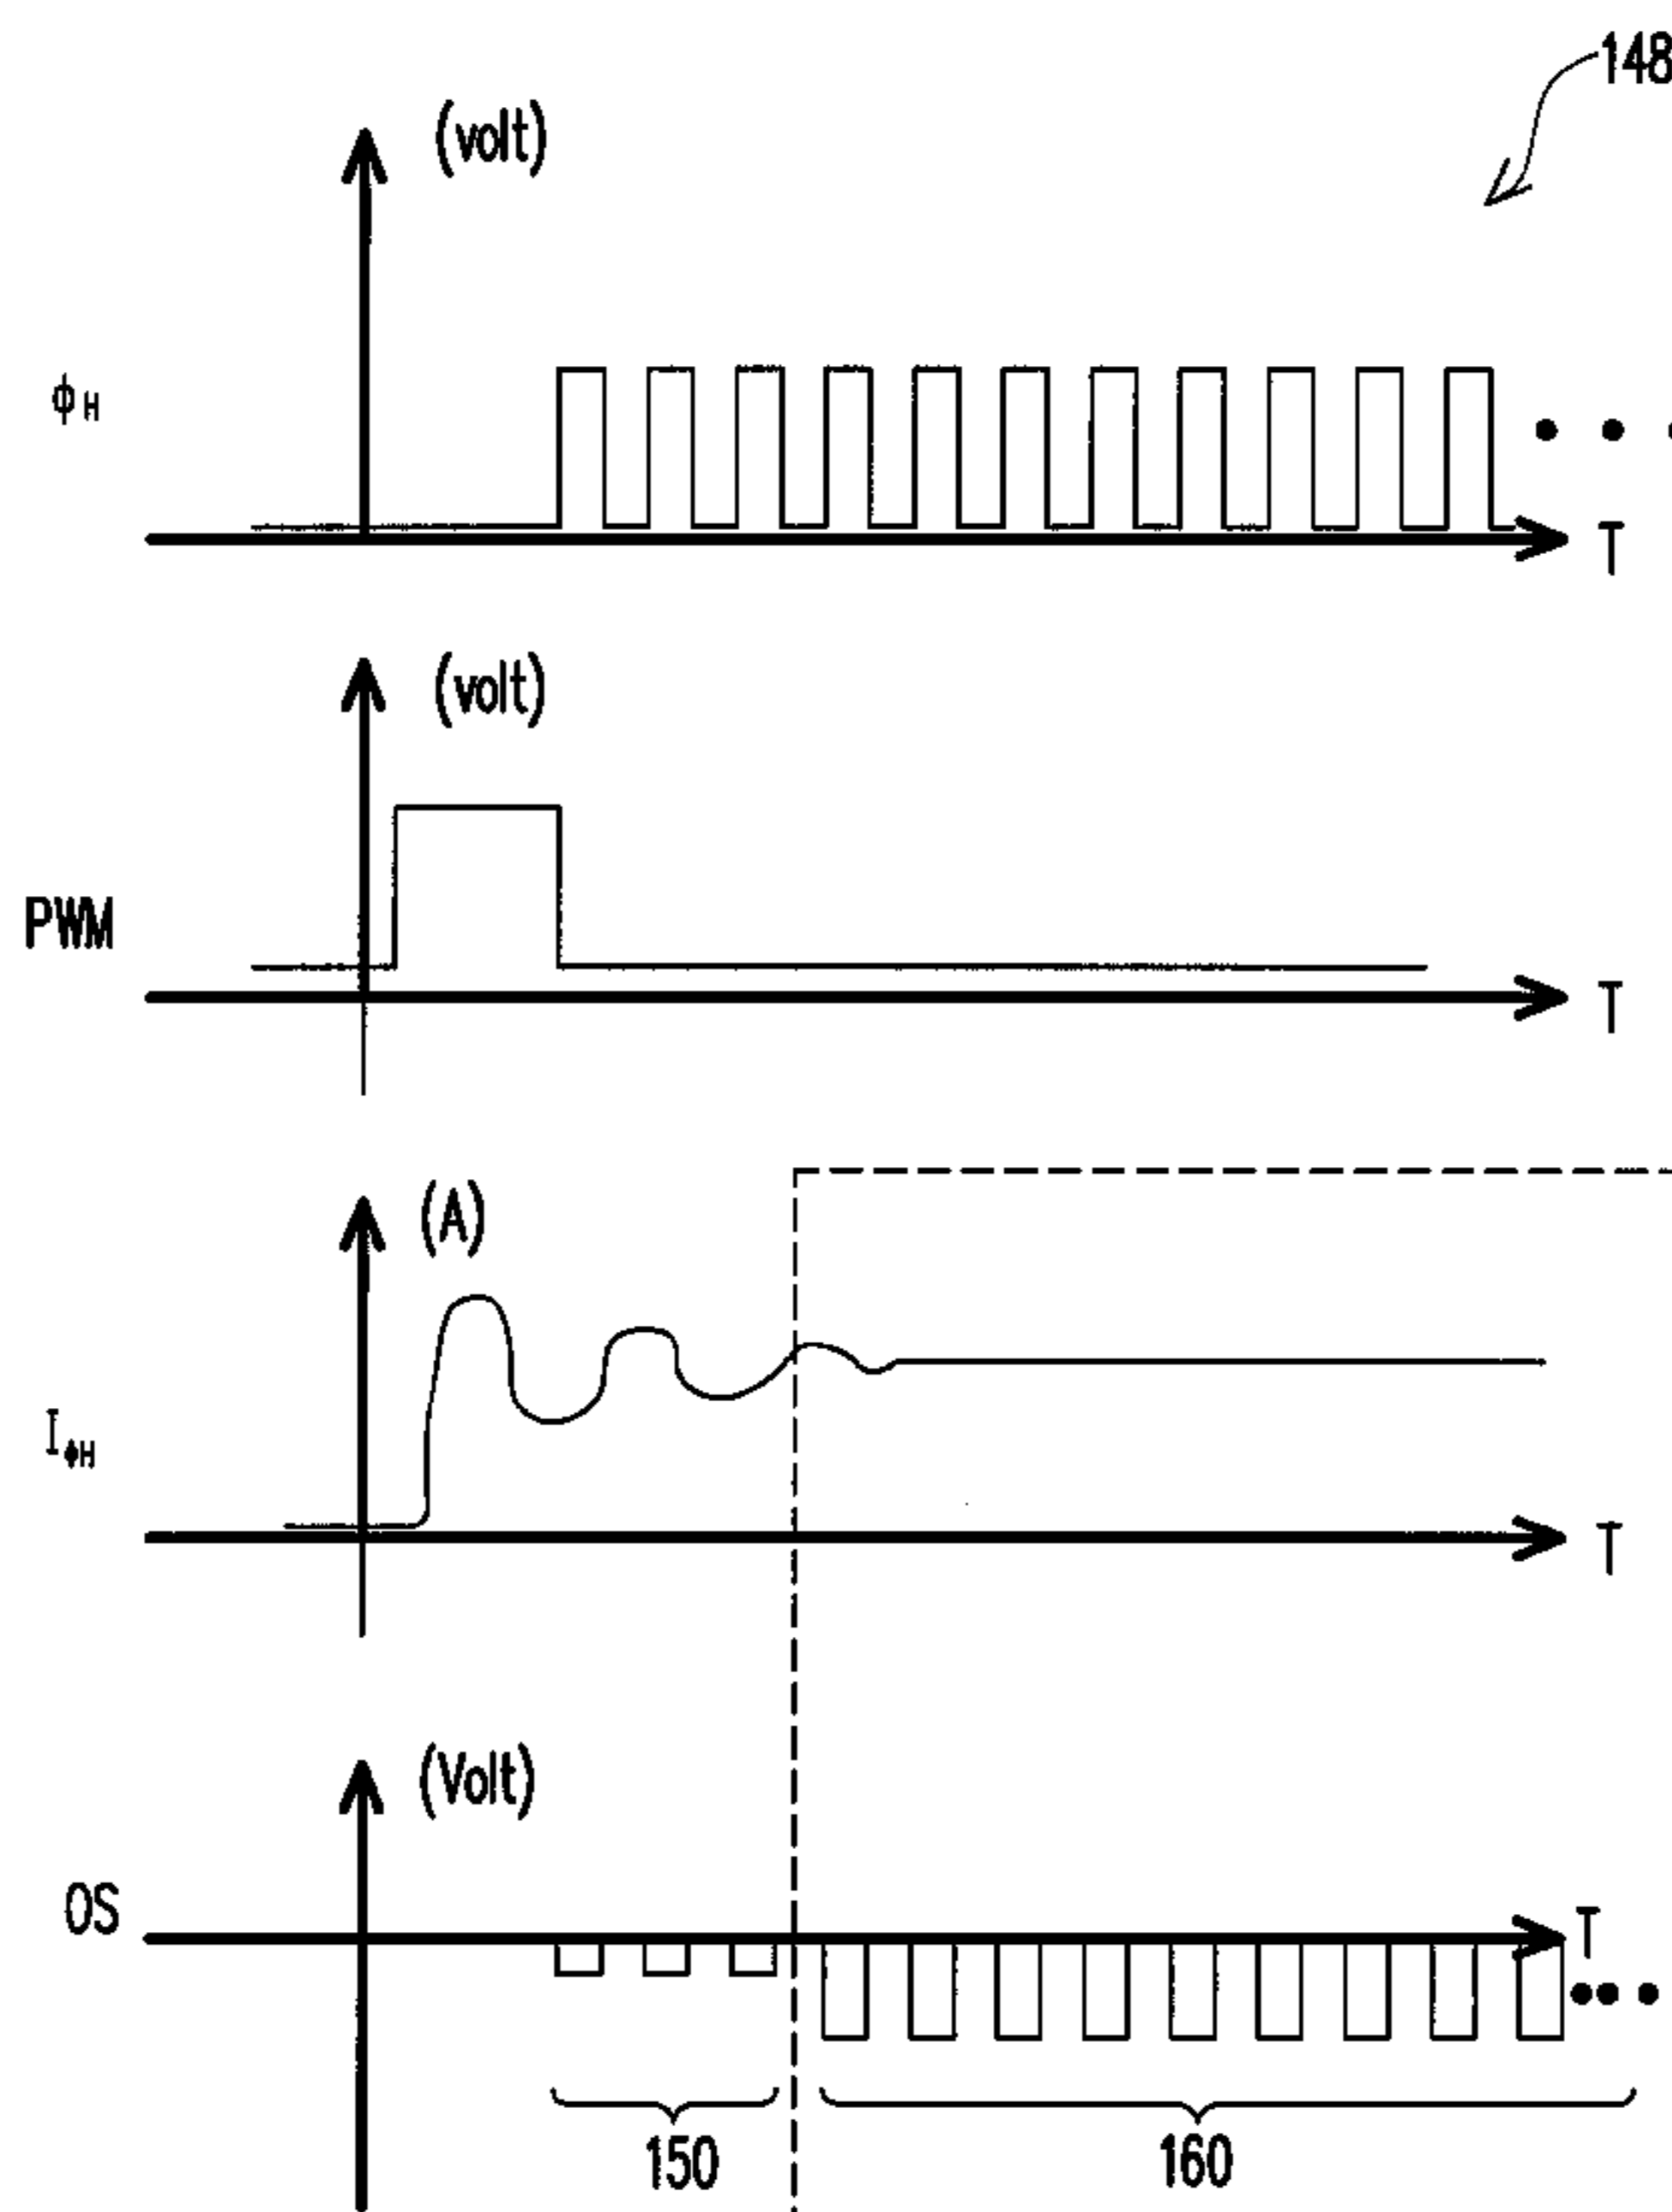 148
(volt)
ϕH
T
(volt)
PWM
T
(A)
IϕH
T
(Volt)
OS
T
150
160